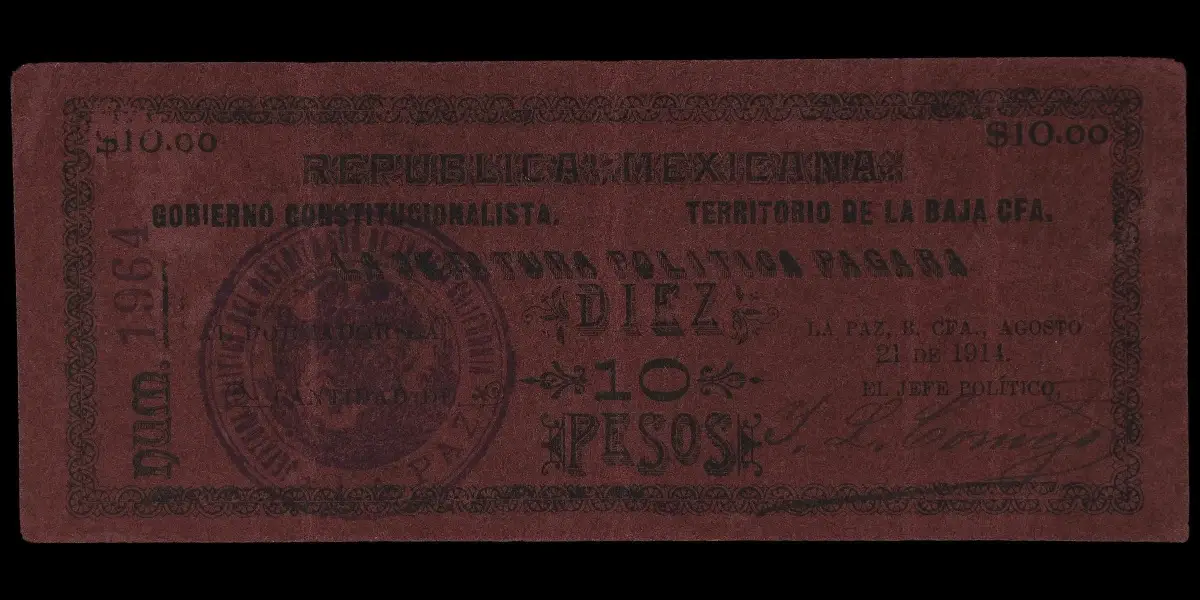 $10.00 $10.00
REPUBLICA MEXICANA
GOBIERNO CONSTITUCIONALISTA. TERRITORIO DE LA BAJA CFA.
LA JEFATURA POLITICA PAGARA
NUM. 1964
AL PORTADOR LA
CANTIDAD DE
DIEZ
10
PESOS
LA PAZ, B. CFA., AGOSTO
21 DE 1914.
EL JEFE POLÍTICO,
LA PAZ